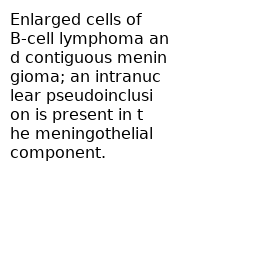 Enlarged cells of
B-cell lymphoma an
d contiguous menin
gioma; an intranuc
lear pseudoinclusi
on is present in t
he meningothelial
component.